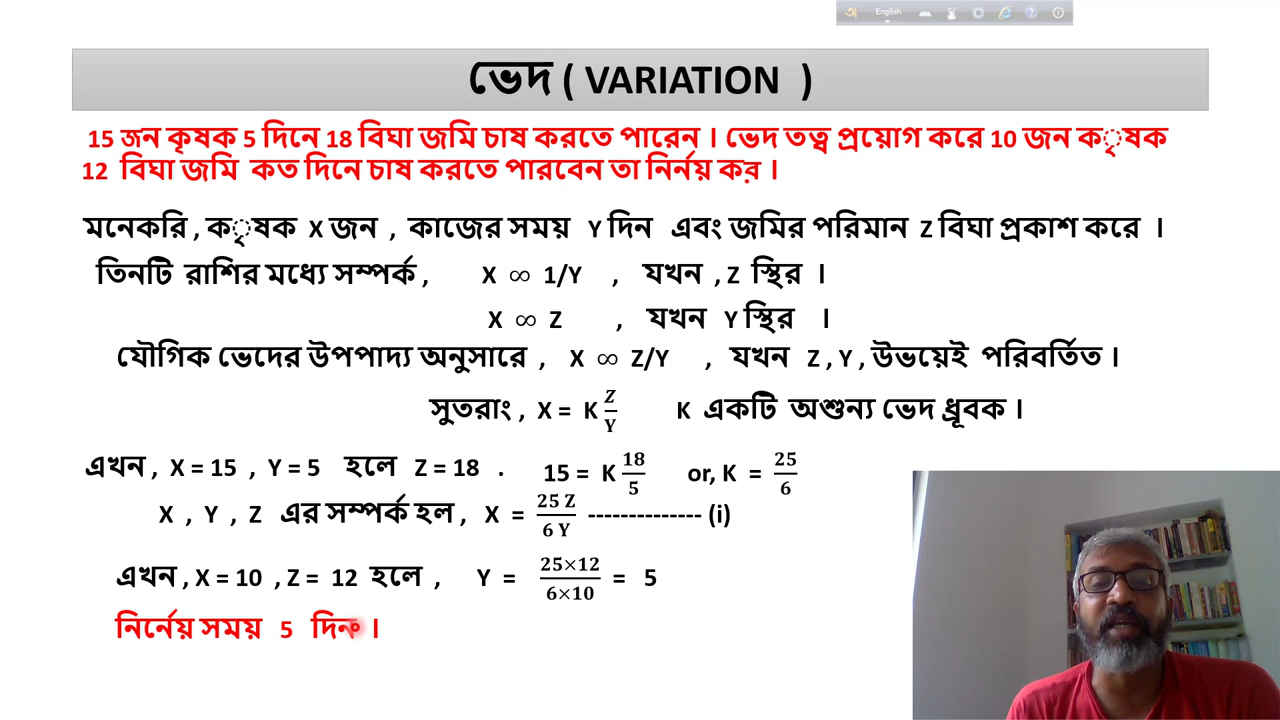 অ English
ভেদ ( VARIATION )
15 জন কৃষক 5 দিনে 18 বিঘা জমি চাষ করতে পারেন । ভেদ তত্ব প্রয়োগ করে 10 জন কৃষক
12 বিঘা জমি কত দিনে চাষ করতে পারবেন তা নির্নয় কর ।
মনেকরি , কৃষক X জন , কাজের সময় Y দিন এবং জমির পরিমান Z বিঘা প্রকাশ করে ।
তিনটি রাশির মধ্যে সম্পর্ক , X ∞ 1/Y , যখন , Z স্থির ।
X ∞ Z , যখন Y স্থির ।
যৌগিক ভেদের উপপাদ্য অনুসারে , X ∞ Z/Y , যখন Z , Y , উভয়েই পরিবর্তিত ।
সুতরাং , X = K Z/Y K একটি অশুন্য ভেদ ধ্রূবক ।
এখন , X = 15 , Y = 5 হলে Z = 18 . 15 = K 18/5 or, K = 25/6
X , Y , Z এর সম্পর্ক হল , X = 25 Z/6 Y -------------- (i)
এখন , X = 10 , Z = 12 হলে , Y = 25×12/6×10 = 5
নির্নেয় সময় 5 দিন ।